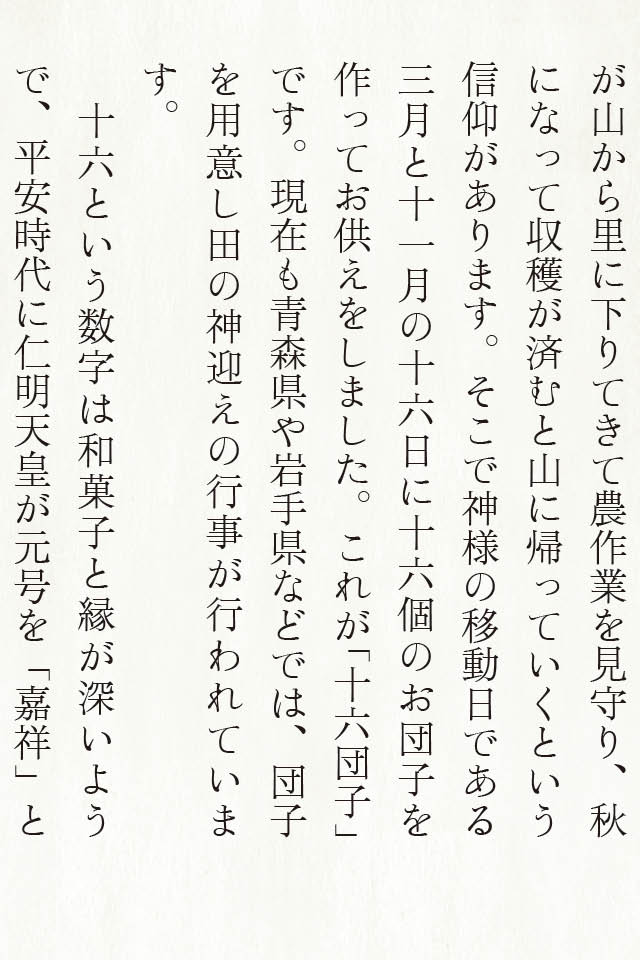 が山から里に下りてきて農作業を見守り、秋
になって収穫が済むと山に帰っていくという
信仰があります。そこで神様の移動日である
三月と十一月の十六日に十六個のお団子を
作ってお供えをしました。これが「十六団子」
です。現在も青森県や岩手県などでは、団子
を用意し田の神迎えの行事が行われていま
す。
十六という数字は和菓子と縁が深いよう
で、平安時代に仁明天皇が元号を「嘉祥」と